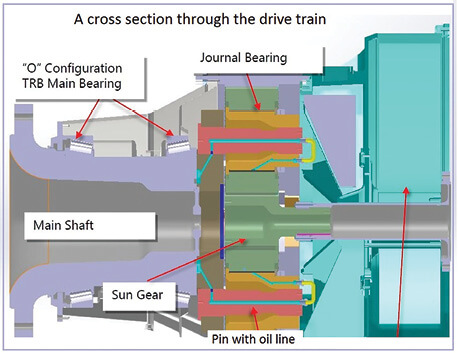 A cross section through the drive train
"O" Configuration
TRB Main Bearing
Journal Bearing
Main Shaft
Sun Gear
Pin with oil line